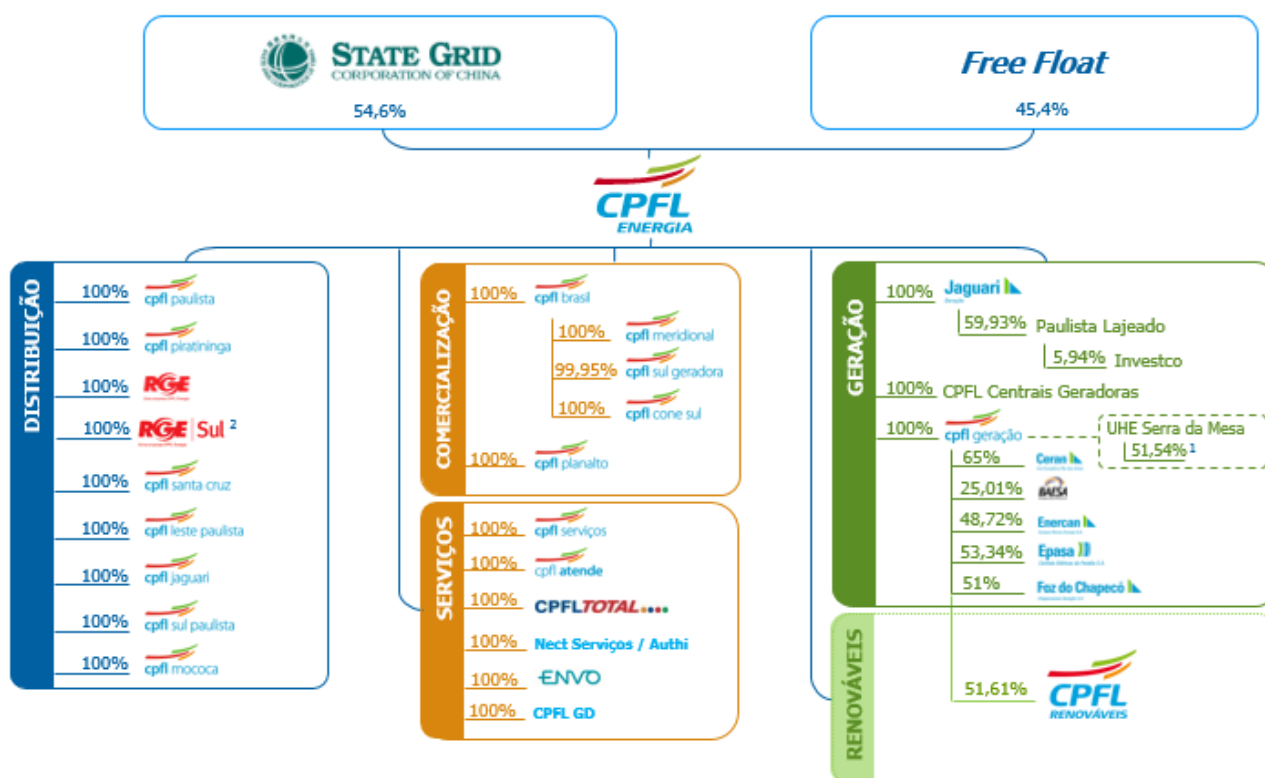 STATE GRID
CORPORATION OF CHINA
54,6%
Free Float
45,4%
CPFL
ENERGIA
DISTRIBUIÇÃO
100% cpfl paulista
100% cpfl piratininga
100% RGE
100% RGE Sul 2
100% cpfl santa cruz
100% cpfl leste paulista
100% cpfl jaguari
100% cpfl sul paulista
100% cpfl mococa
COMERCIALIZAÇÃO
100% cpfl brasil
100% cpfl meridional
99,95% cpfl sul geradora
100% cpfl cone sul
100% cpfl planalto
SERVIÇOS
100% cpfl serviços
100% cpfl atende
100% CPFLTOTAL
100% Nect Serviços / Authi
100% ENVO
100% CPFL GD
GERAÇÃO
100% Jaguari
59,93% Paulista Lajeado
5,94% Investco
100% CPFL Centrais Geradoras
100% cpfl geração
UHE Serra da Mesa
51,54% 1
65% Ceran
25,01% BAESA
48,72% Enercan
53,34% Epasa
51% Foz do Chapecó
RENOVÁVEIS
51,61% CPFL
RENOVÁVEIS